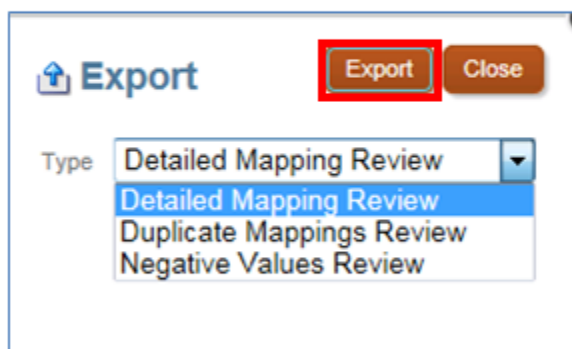 Export Export Close
Type Detailed Mapping Review
Detailed Mapping Review
Duplicate Mappings Review
Negative Values Review